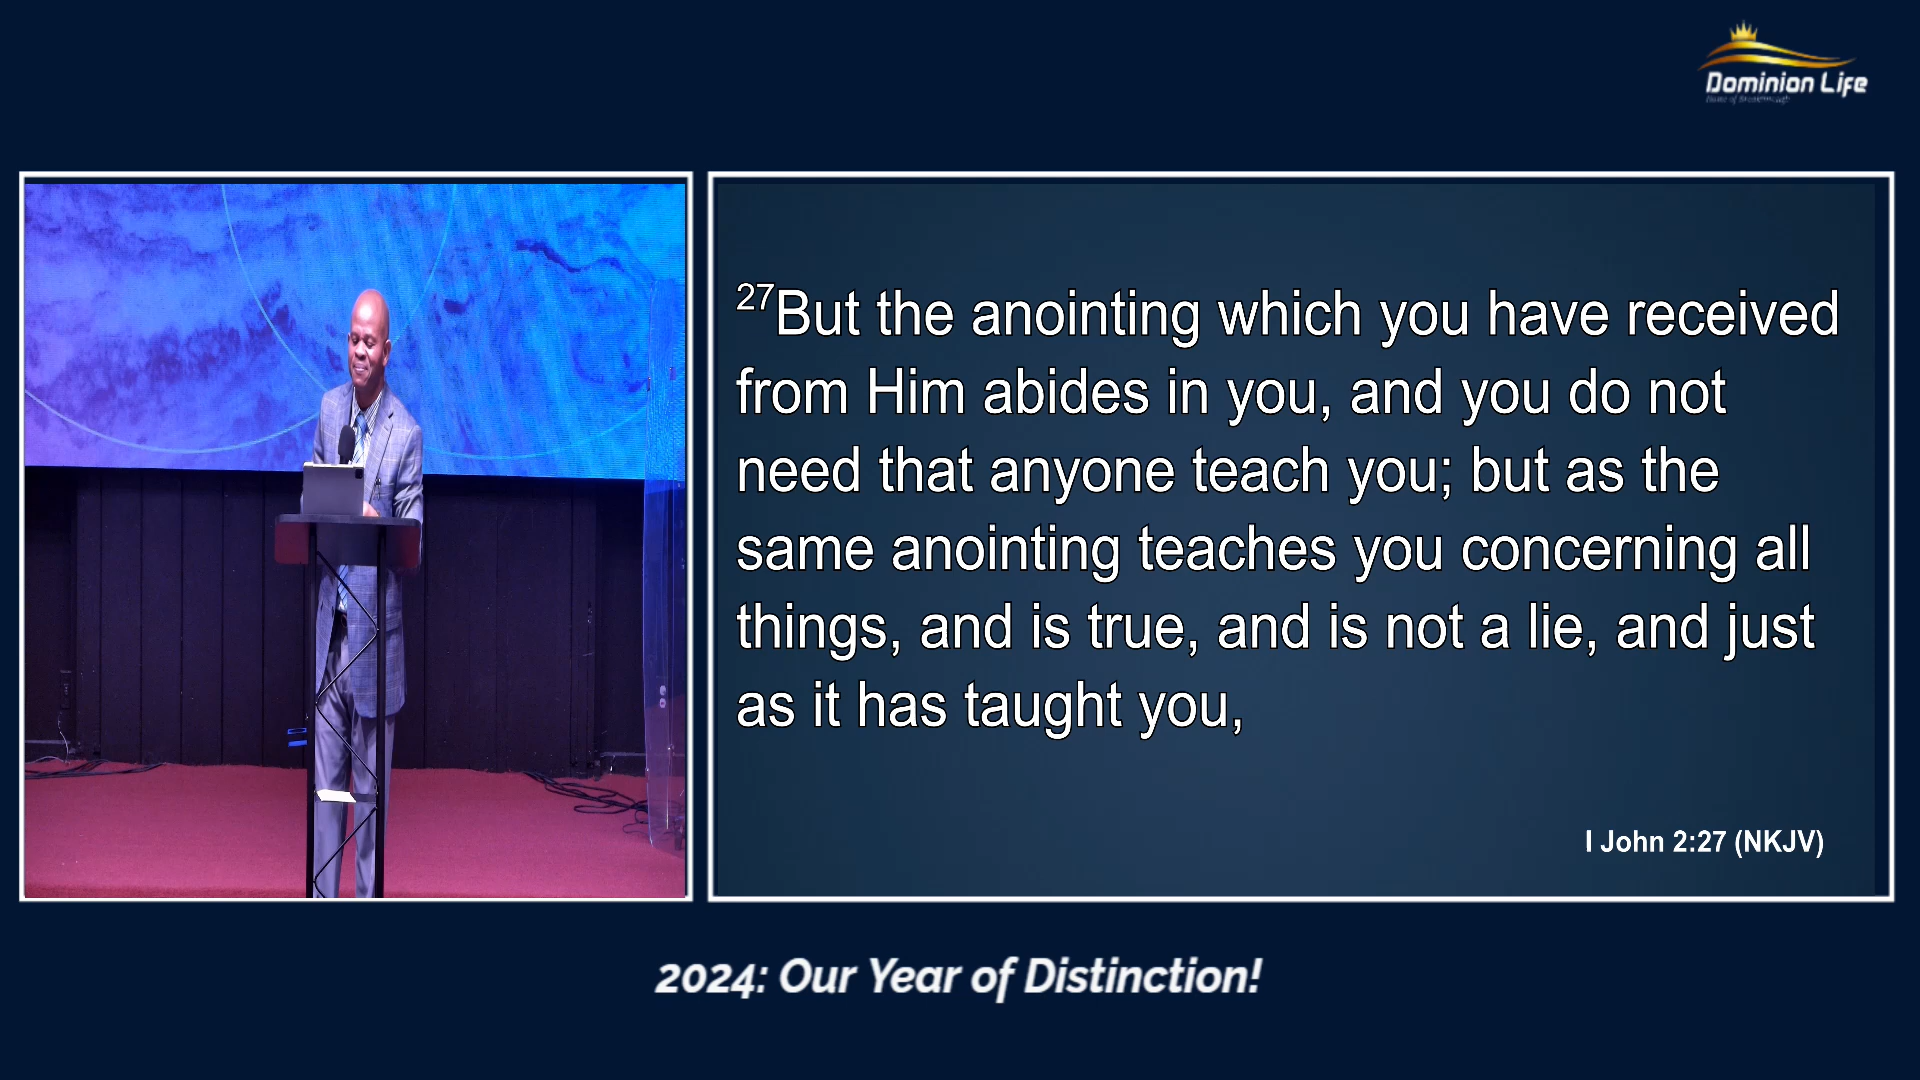 Dominion Life
27But the anointing which you have received
from Him abides in you, and you do not
need that anyone teach you; but as the
same anointing teaches you concerning all
things, and is true, and is not a lie, and just
as it has taught you,
I John 2:27 (NKJV)
2024: Our Year of Distinction!